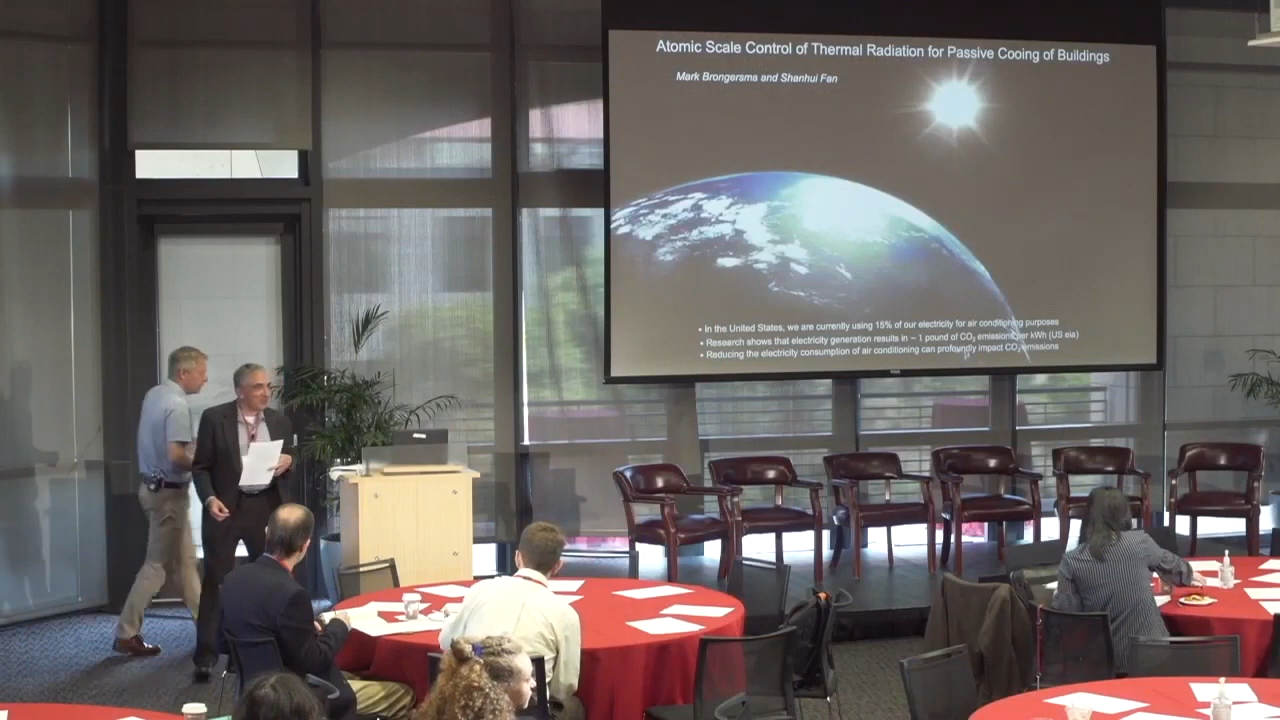 Atomic Scale Control of Thermal Radiation for Passive Cooing of Buildings
Mark Brongersma and Shanhui Fan
• In the United States, we are currently using 15% of our electricity for air conditioning purposes
• Research shows that electricity generation results in ~ 1 pound of CO₂ emissions per kWh (US eia)
• Reducing the electricity consumption of air conditioning can profoundly impact CO₂ emissions